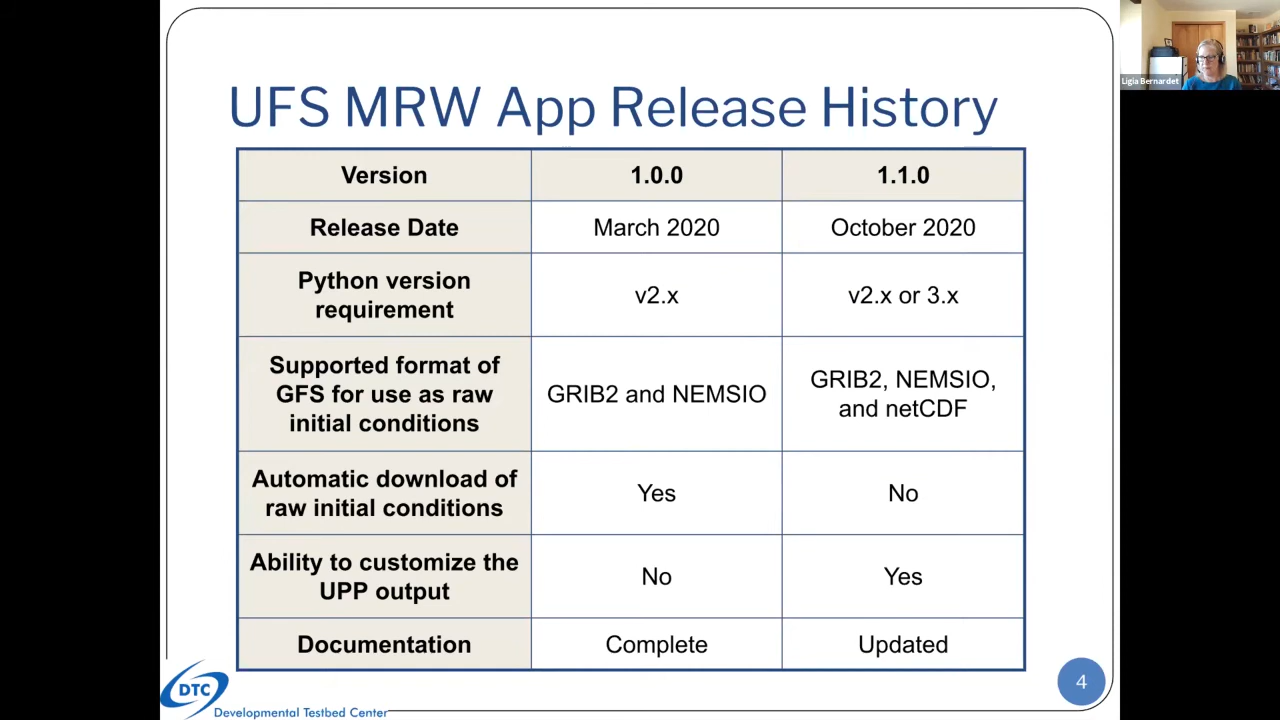 Ligia Bernardet
UFS MRW App Release History
Version 1.0.0 1.1.0
Release Date March 2020 October 2020
Python version
requirement
v2.x v2.x or 3.x
Supported format of
GFS for use as raw
initial conditions
GRIB2 and NEMSIO
GRIB2, NEMSIO,
and netCDF
Automatic download of
raw initial conditions
Yes No
Ability to customize the
UPP output
No Yes
Documentation Complete Updated
DTC
Developmental Testbed Center
4